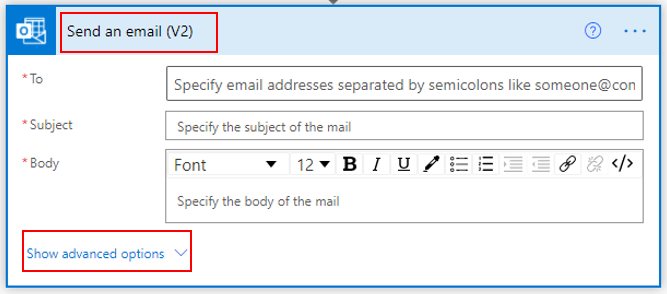 Send an email (V2)
* To
Specify email addresses separated by semicolons like someone@con
* Subject
Specify the subject of the mail
* Body
Font 12 B I U </>
Specify the body of the mail
Show advanced options